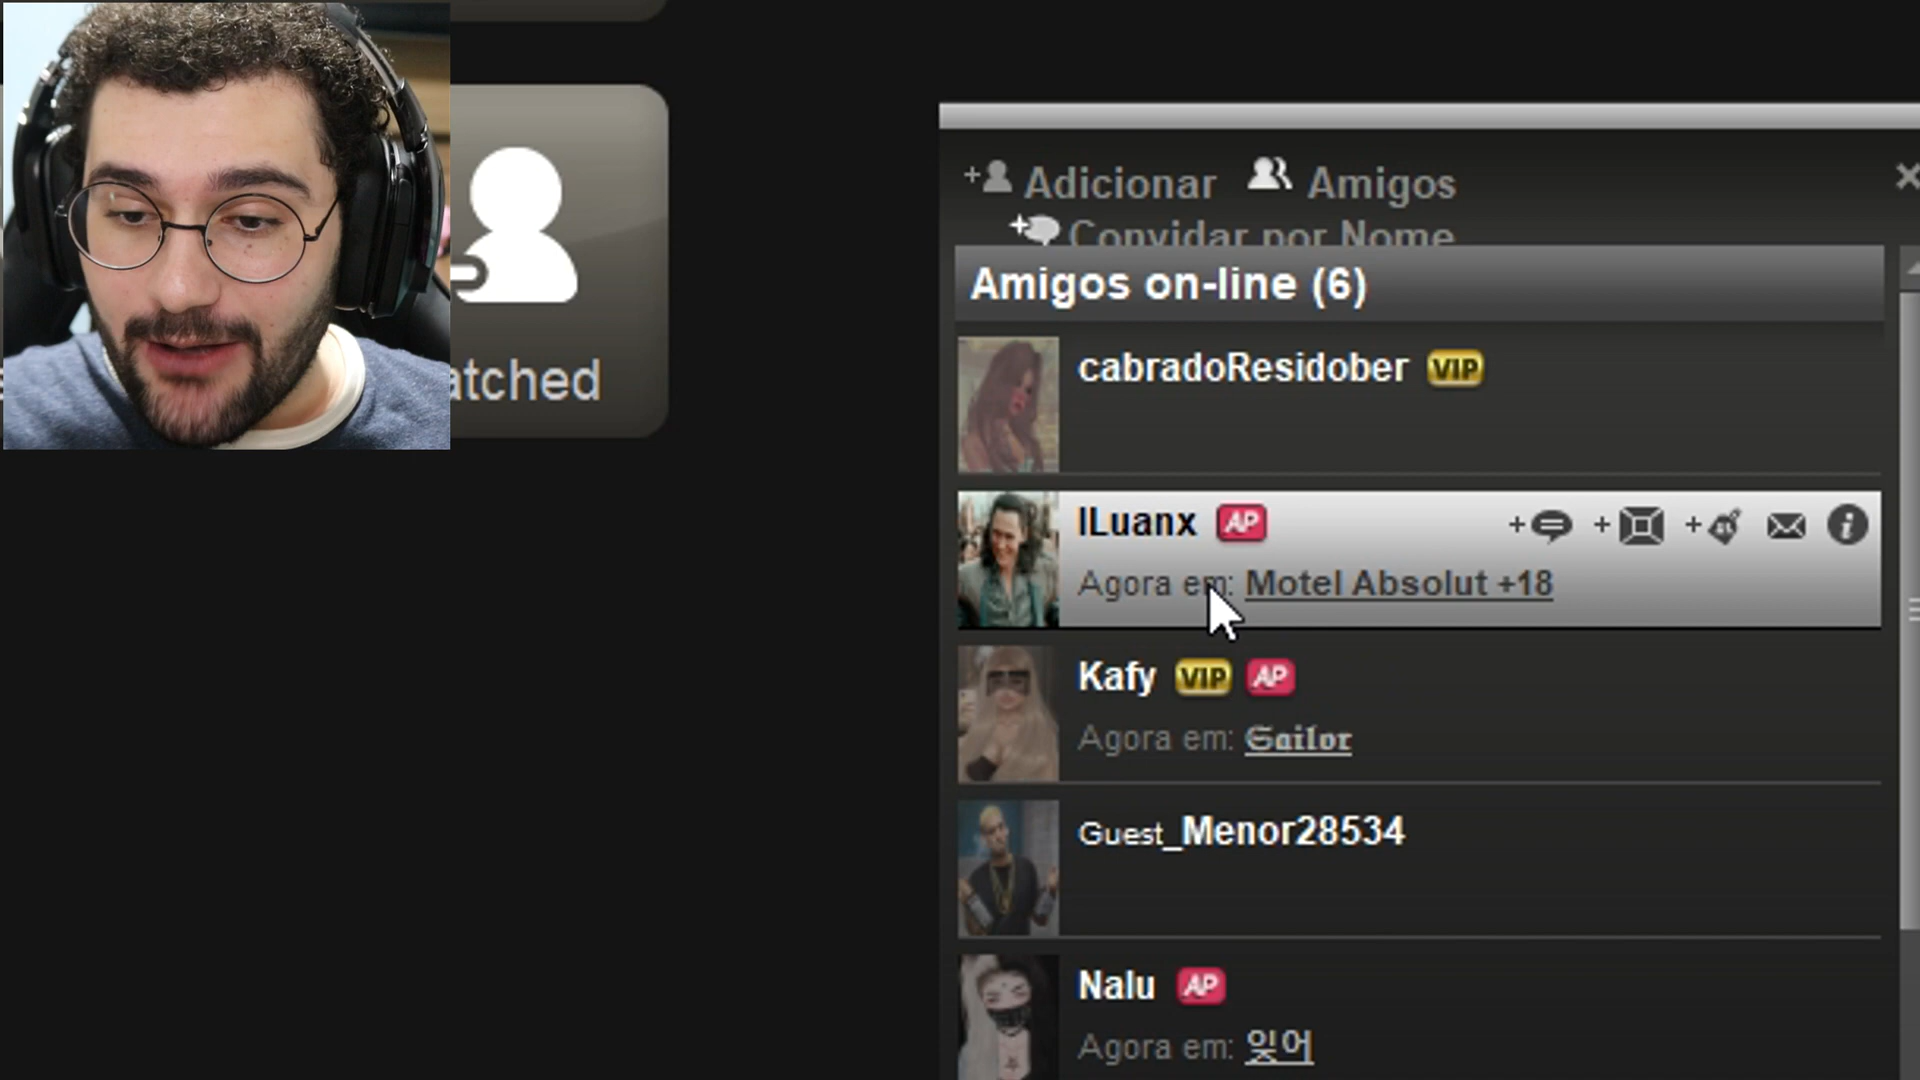 Adicionar Amigos
Convidar por Nome
Amigos on-line (6)
atched
cabradoResidober VIP
lLuanx AP
Agora em: Motel Absolut +18
Kafy VIP AP
Agora em: 𝕾𝖆𝖎𝖑𝖔𝖗
Guest_Menor28534
Nalu AP
Agora em: 잊어